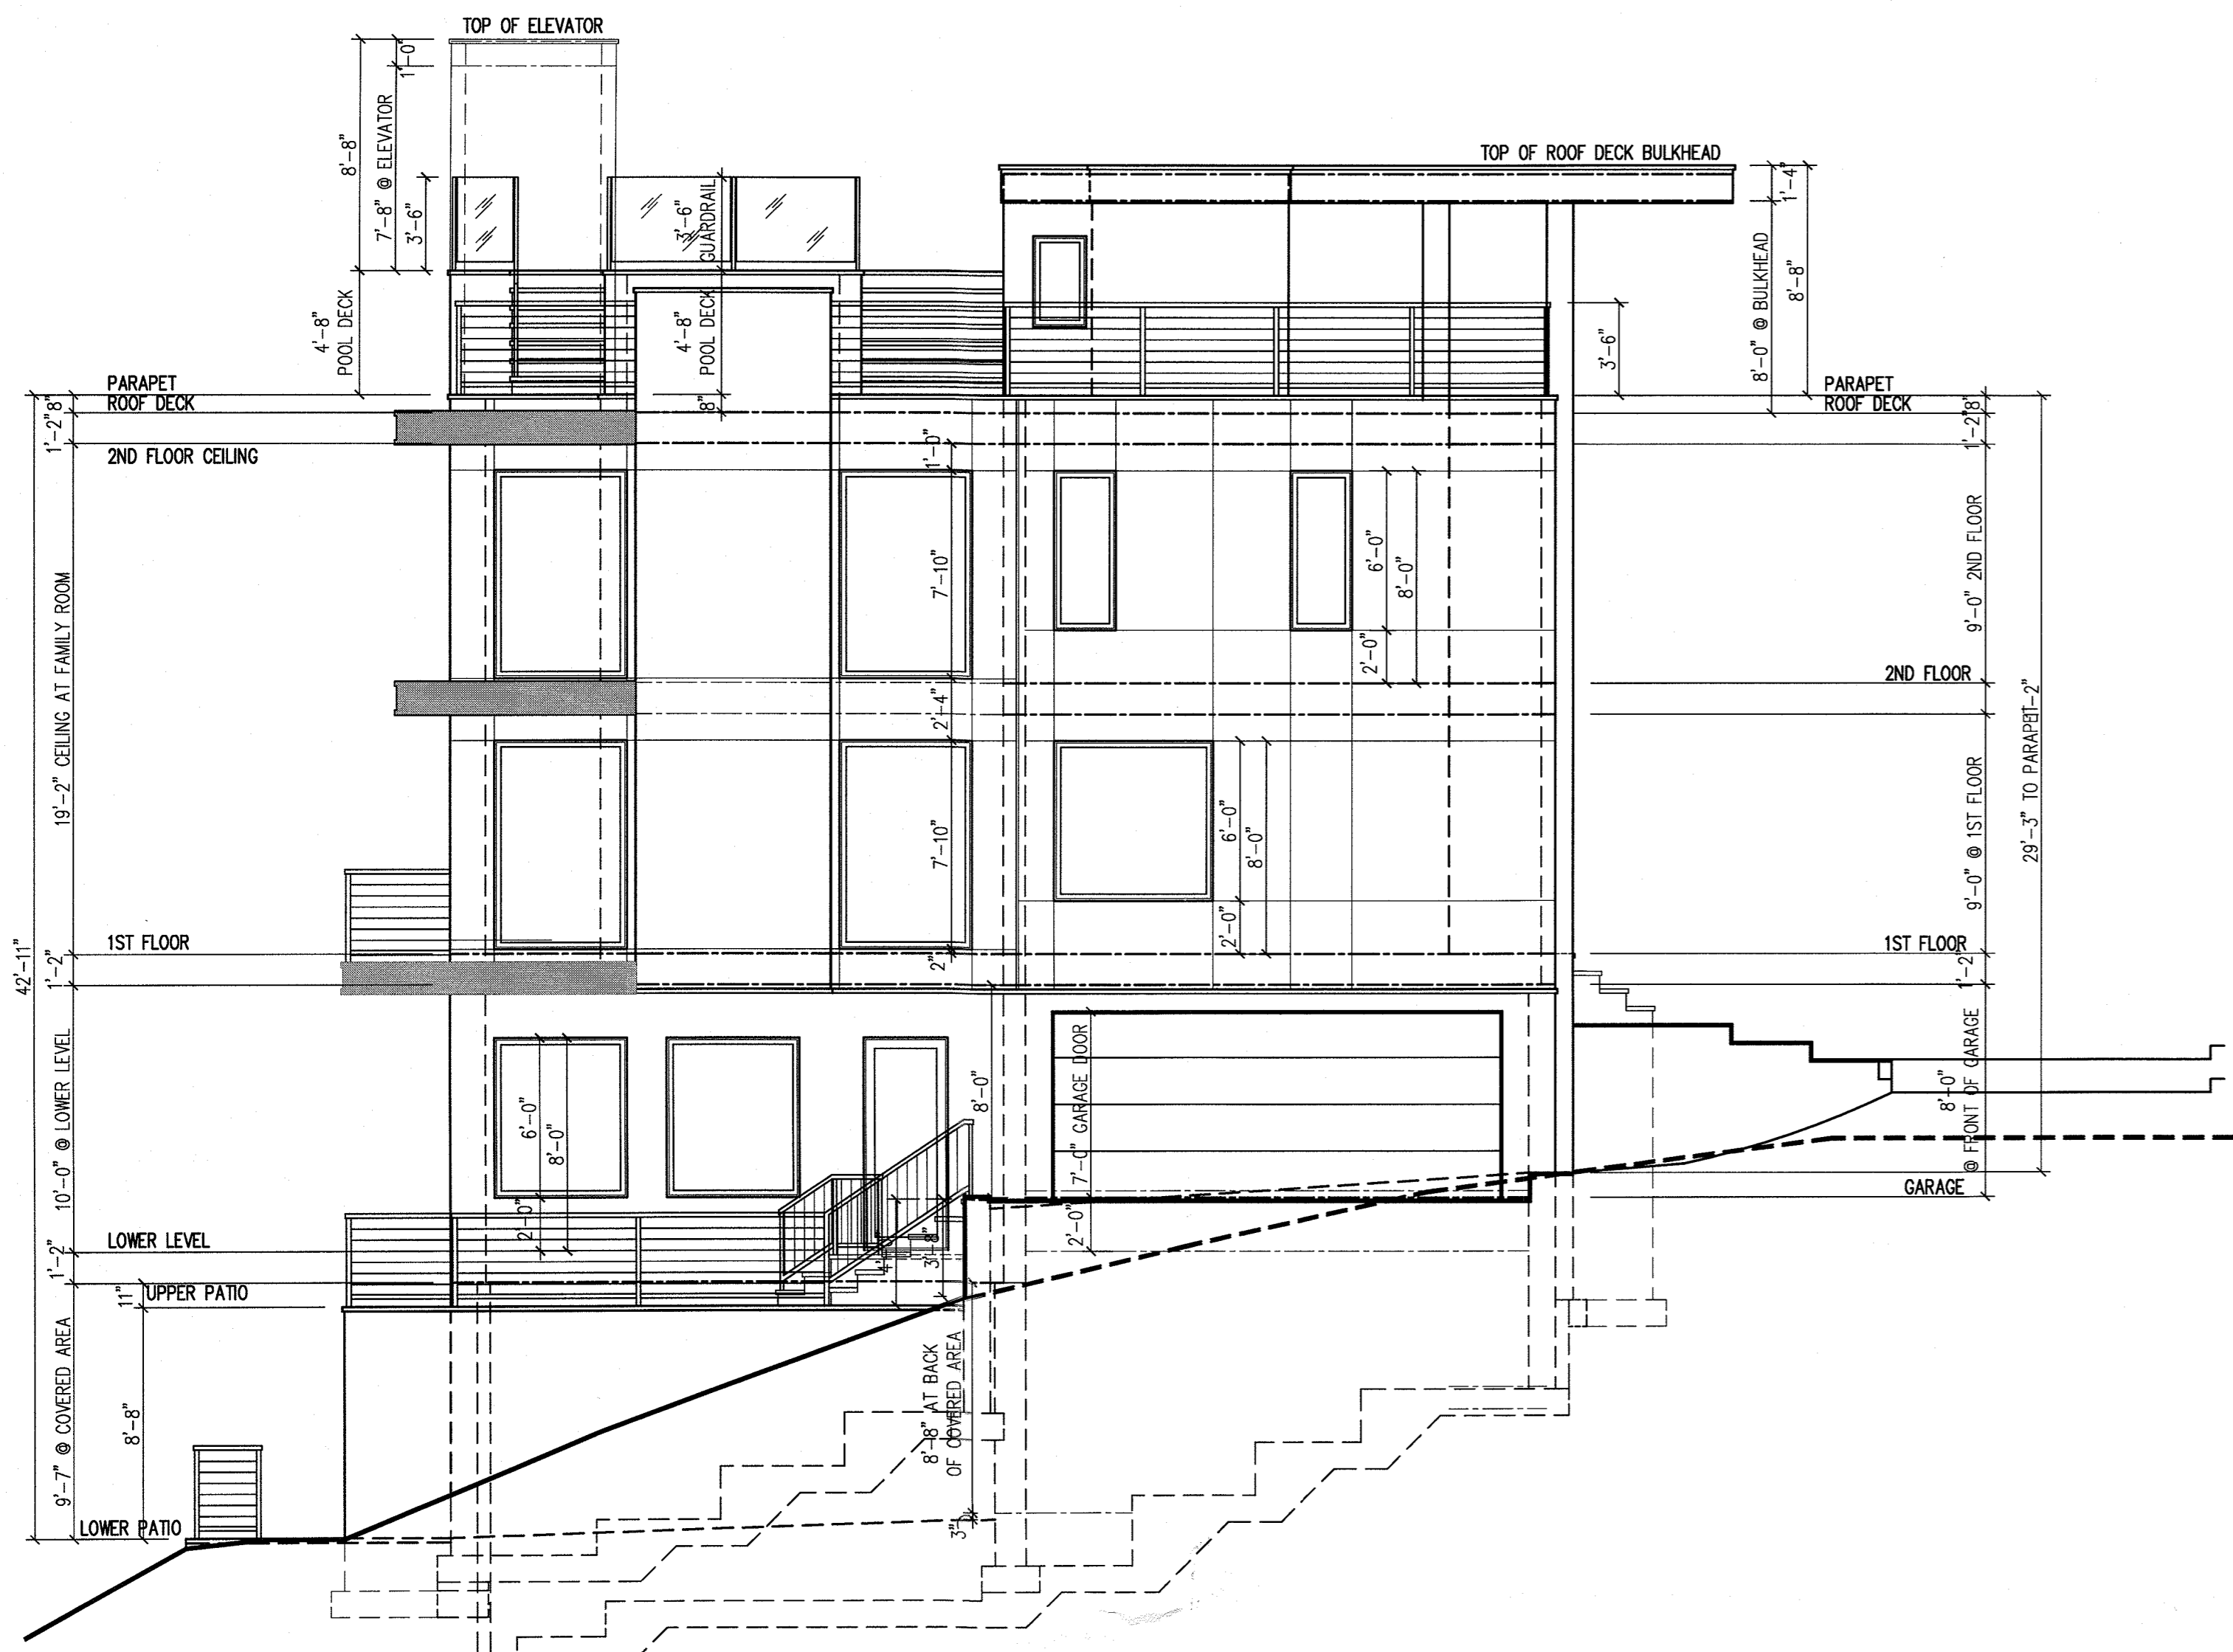 TOP OF ELEVATOR
1'-0"
8'-8"
7'-8" @ ELEVATOR
3'-6"
3'-6"
GUARDRAIL
TOP OF ROOF DECK BULKHEAD
1'-4"
8'-0" @ BULKHEAD
8'-8"
3'-6"
4'-8"
POOL DECK
4'-8"
POOL DECK
8"
PARAPET
ROOF DECK
2ND FLOOR CEILING
8"
1'-2"
PARAPET
ROOF DECK
8"
1'-2"
1'-0"
7'-10"
2'-4"
7'-10"
2"
6'-0"
8'-0"
2'-0"
6'-0"
8'-0"
2'-0"
19'-2" CEILING AT FAMILY ROOM
42'-11"
9'-0" 2ND FLOOR
2ND FLOOR
29'-3" TO PARAPET-2"
9'-0" @ 1ST FLOOR
1ST FLOOR
1'-2"
1ST FLOOR
1'-2"
10'-0" @ LOWER LEVEL
6'-0"
8'-0"
2'-0"
8'-0"
7'-0" GARAGE DOOR
2'-0"
8'-0"
@ FRONT OF GARAGE
GARAGE
LOWER LEVEL
1'-2"
11"
UPPER PATIO
3'-8"
9'-7" @ COVERED AREA
8'-8"
8'-8" AT BACK
OF COVERED AREA
3"
LOWER PATIO